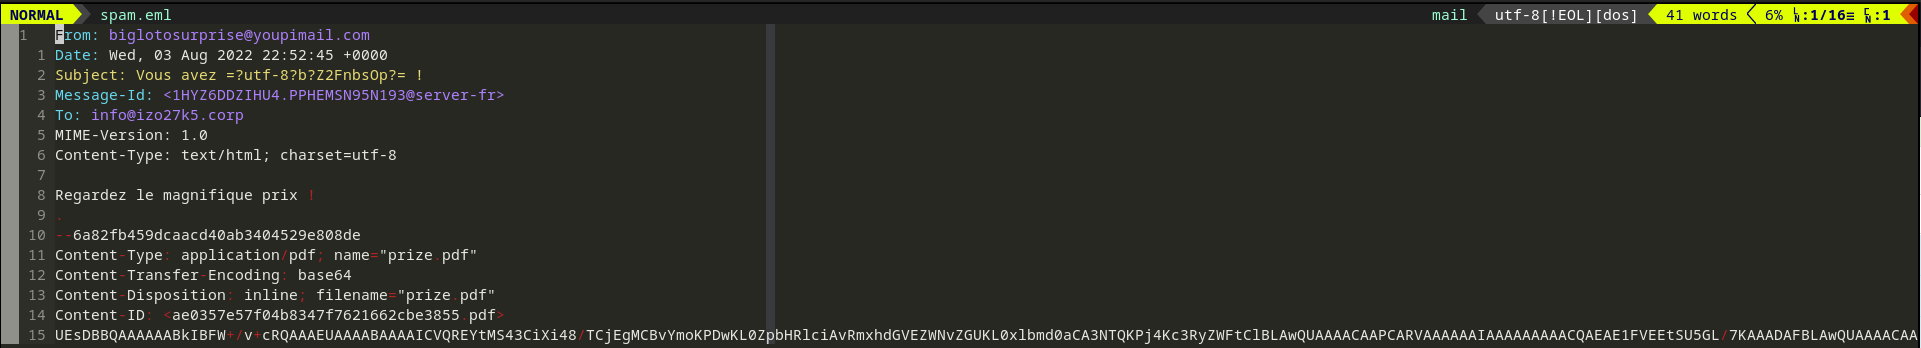 NORMAL spam.eml mail utf-8[!EOL][dos] 41 words 6% LN:1/16≡ CN:1
1 From: biglotosurprise@youpimail.com
1 Date: Wed, 03 Aug 2022 22:52:45 +0000
2 Subject: Vous avez =?utf-8?b?Z2FnbsOp?= !
3 Message-Id: <1HYZ6DDZIHU4.PPHEMSN95N193@server-fr>
4 To: info@izo27k5.corp
5 MIME-Version: 1.0
6 Content-Type: text/html; charset=utf-8
7
8 Regardez le magnifique prix !
9 .
10 --6a82fb459dcaacd40ab3404529e808de
11 Content-Type: application/pdf; name="prize.pdf"
12 Content-Transfer-Encoding: base64
13 Content-Disposition: inline; filename="prize.pdf"
14 Content-ID: <ae0357e57f04b8347f7621662cbe3855.pdf>
15 UEsDBBQAAAAAABkIBFW+/v+cRQAAAEUAAAABAAAAICVQREYtMS43CiXi48/TCjEgMCBvYmoKPDwKL0ZpbHRlciAvRmxhdGVEZWNvZGUKL0xlbmd0aCA3NTQKPj4Kc3RyZWFtClBLAwQUAAAACAAPCARVAAAAAAIAAAAAAAAACQAEAE1FVEEtSU5GL/7KAAADAFBLAwQUAAAACAA